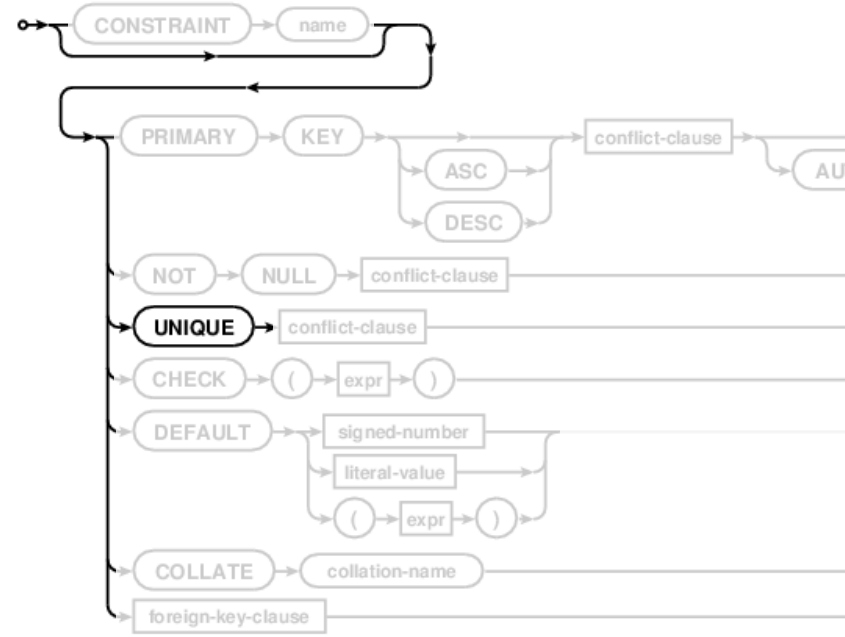 CONSTRAINT name
PRIMARY KEY conflict-clause AU
ASC
DESC
NOT NULL conflict-clause
UNIQUE conflict-clause
CHECK ( expr )
DEFAULT signed-number
literal-value
( expr )
COLLATE collation-name
foreign-key-clause